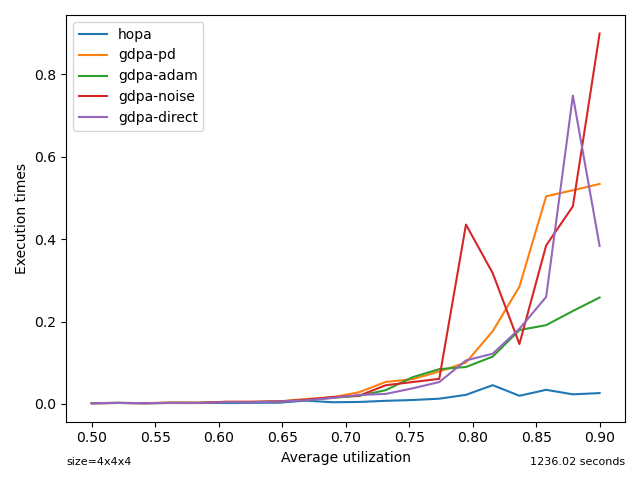 hopa
gdpa-pd
gdpa-adam
gdpa-noise
gdpa-direct
Execution times
0.8
0.6
0.4
0.2
0.0
0.50 0.55 0.60 0.65 0.70 0.75 0.80 0.85 0.90
Average utilization
size=4x4x4
1236.02 seconds